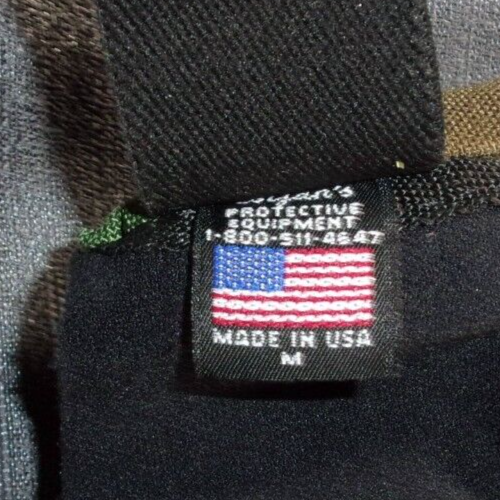 PROTECTIVE
EQUIPMENT
1-800-511-4647
MADE IN USA
M